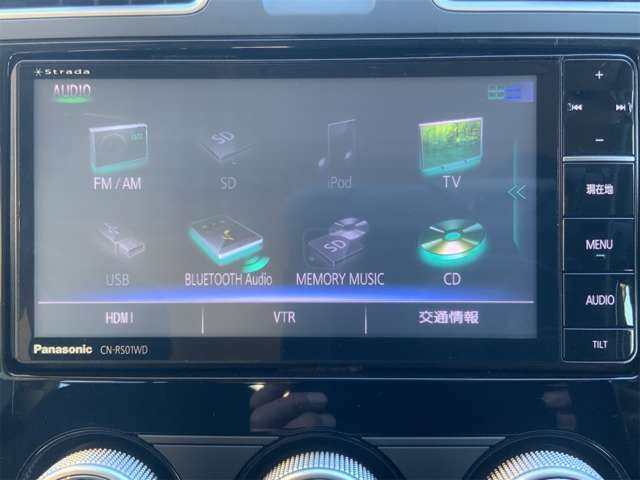 Strada
AUDIO
FM / AM
SD
iPod
TV
USB
BLUETOOTH Audio
MEMORY MUSIC
CD
HDMI
VTR
交通情報
現在地
MENU
AUDIO
TILT
Panasonic CN-RS01WD